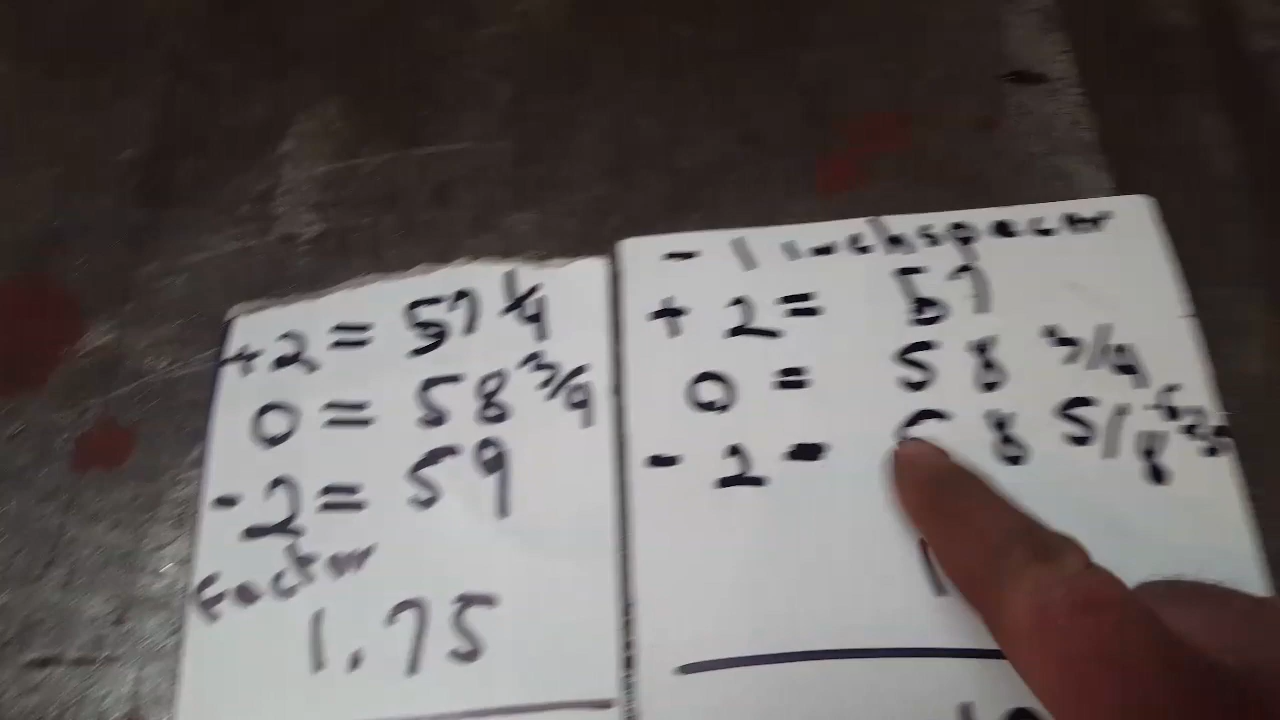 +2 = 57 1/4
0 = 58 3/4
-2 = 59
Factor
1.75
- 1 inch spacer
+ 2 = 57
0 = 58 3/4
- 2 = 58 5/8